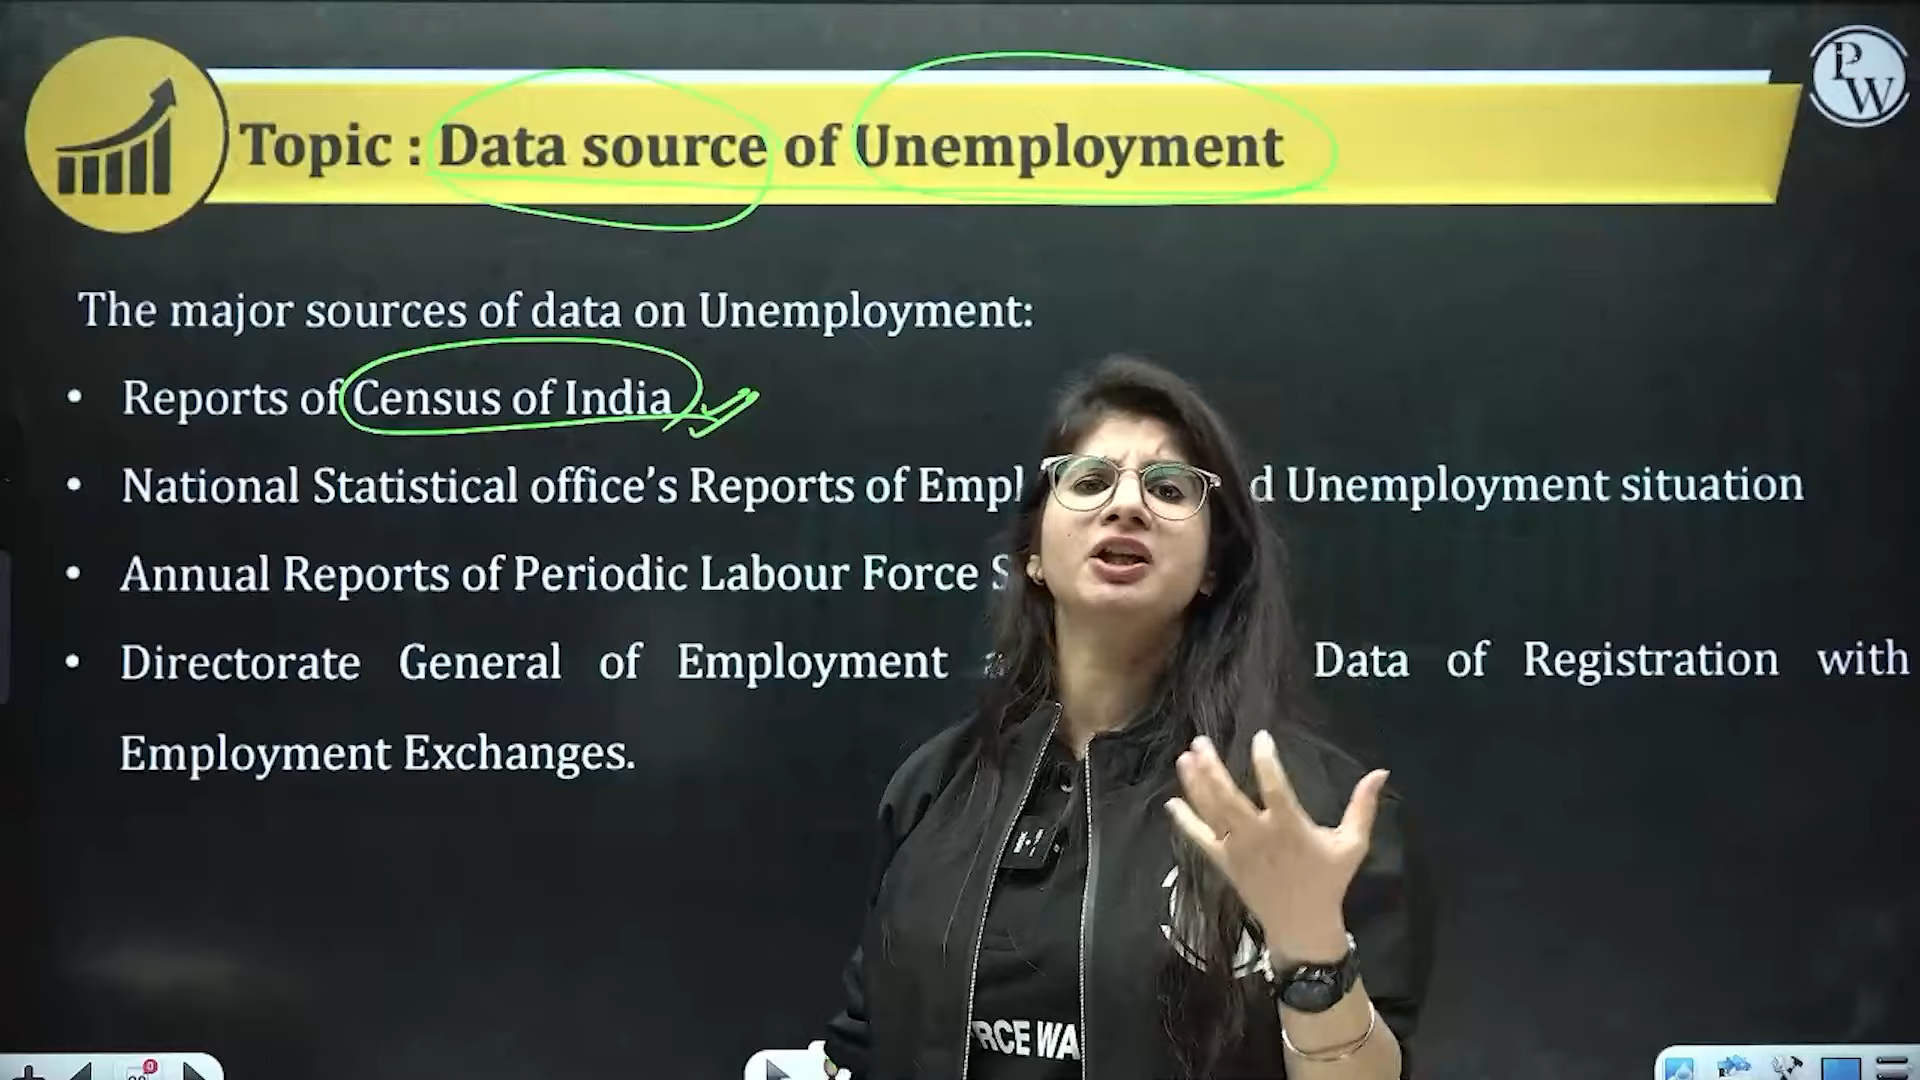 PW
Topic : Data source of Unemployment
The major sources of data on Unemployment:
• Reports of Census of India
• National Statistical office's Reports of d Unemployment situation
• Annual Reports of Periodic Labour Force
• Directorate General of Employment Data of Registration with
Employment Exchanges.
RCE WA